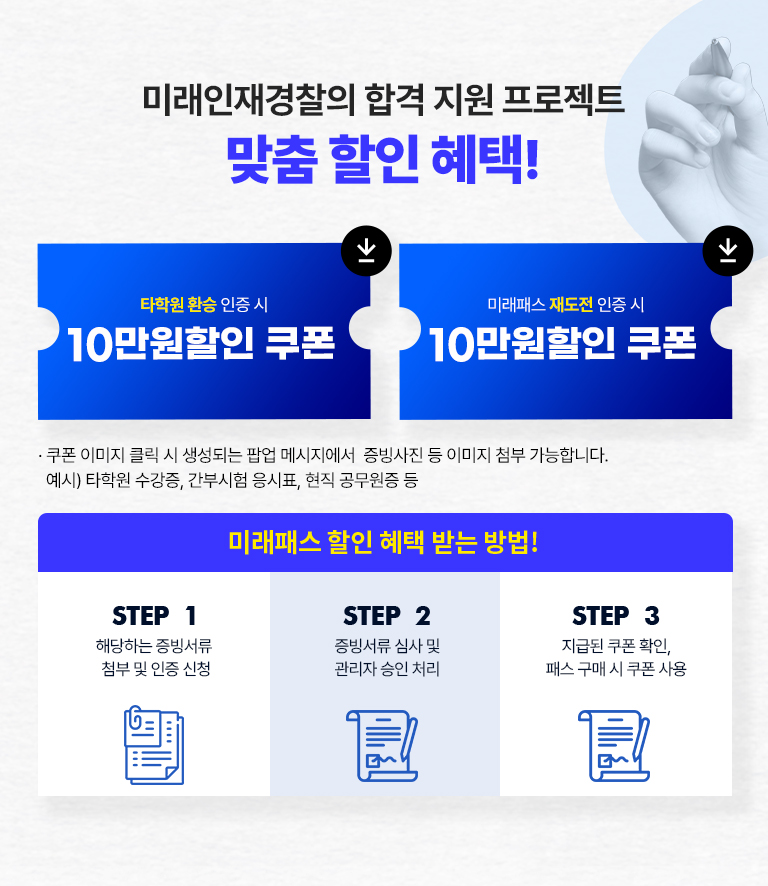 미래인재경찰의 합격 지원 프로젝트
맞춤 할인 혜택!
타학원 환승 인증 시
10만원할인 쿠폰
미래패스 재도전 인증 시
10만원할인 쿠폰
· 쿠폰 이미지 클릭 시 생성되는 팝업 메시지에서 증빙사진 등 이미지 첨부 가능합니다.
예시) 타학원 수강증, 간부시험 응시표, 현직 공무원증 등
미래패스 할인 혜택 받는 방법!
STEP 1
해당하는 증빙서류
첨부 및 인증 신청
STEP 2
증빙서류 심사 및
관리자 승인 처리
STEP 3
지급된 쿠폰 확인,
패스 구매 시 쿠폰 사용